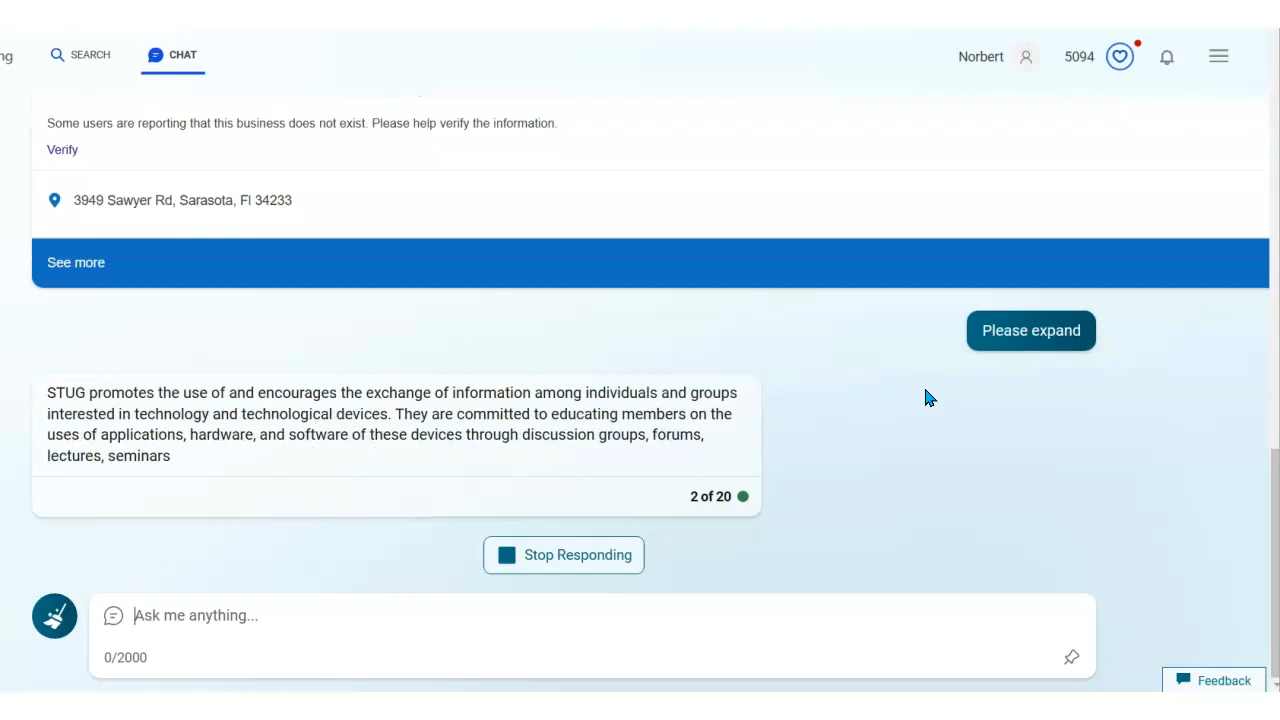 ng
SEARCH
CHAT
Norbert
5094
Some users are reporting that this business does not exist. Please help verify the information.
Verify
3949 Sawyer Rd, Sarasota, Fl 34233
See more
Please expand
STUG promotes the use of and encourages the exchange of information among individuals and groups
interested in technology and technological devices. They are committed to educating members on the
uses of applications, hardware, and software of these devices through discussion groups, forums,
lectures, seminars
2 of 20
Stop Responding
Ask me anything...
0/2000
Feedback